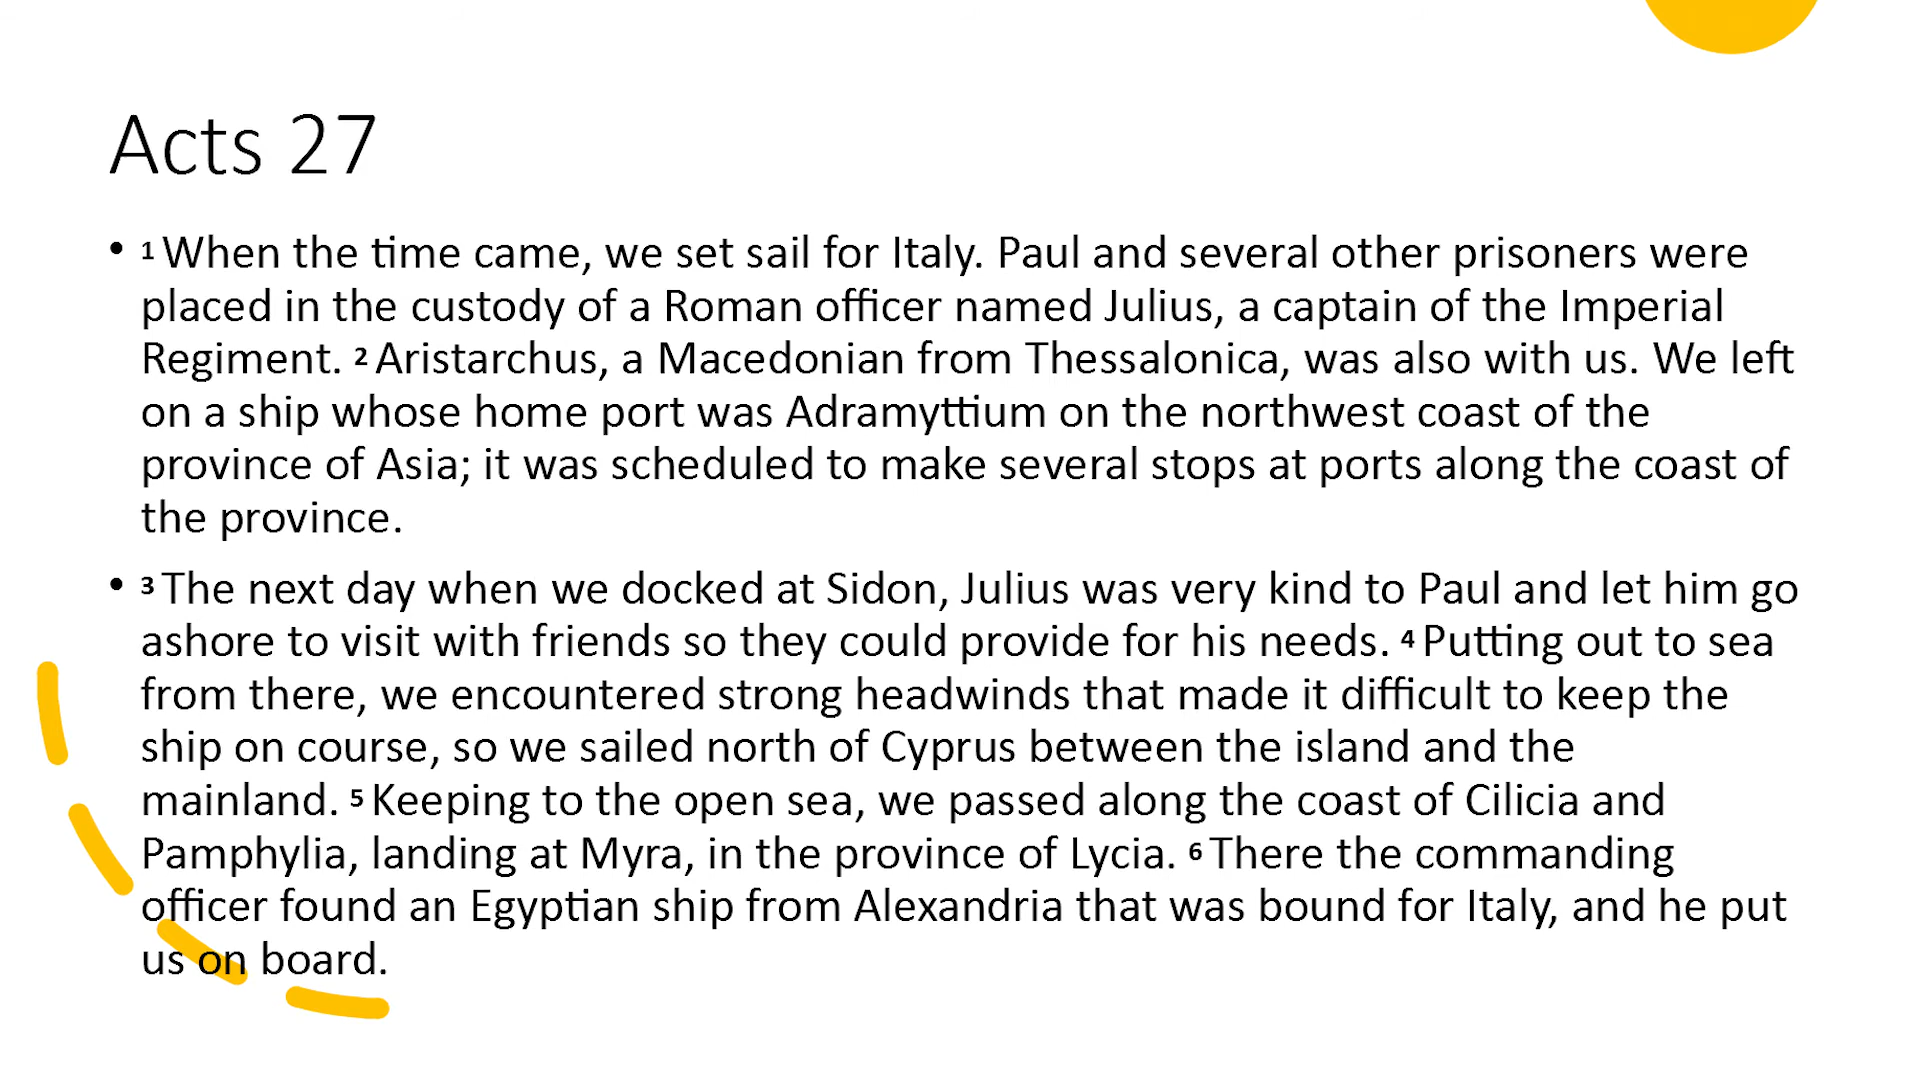 Acts 27
• 1 When the time came, we set sail for Italy. Paul and several other prisoners were
placed in the custody of a Roman officer named Julius, a captain of the Imperial
Regiment. 2 Aristarchus, a Macedonian from Thessalonica, was also with us. We left
on a ship whose home port was Adramyttium on the northwest coast of the
province of Asia; it was scheduled to make several stops at ports along the coast of
the province.
• 3 The next day when we docked at Sidon, Julius was very kind to Paul and let him go
ashore to visit with friends so they could provide for his needs. 4 Putting out to sea
from there, we encountered strong headwinds that made it difficult to keep the
ship on course, so we sailed north of Cyprus between the island and the
mainland. 5 Keeping to the open sea, we passed along the coast of Cilicia and
Pamphylia, landing at Myra, in the province of Lycia. 6 There the commanding
officer found an Egyptian ship from Alexandria that was bound for Italy, and he put
us on board.